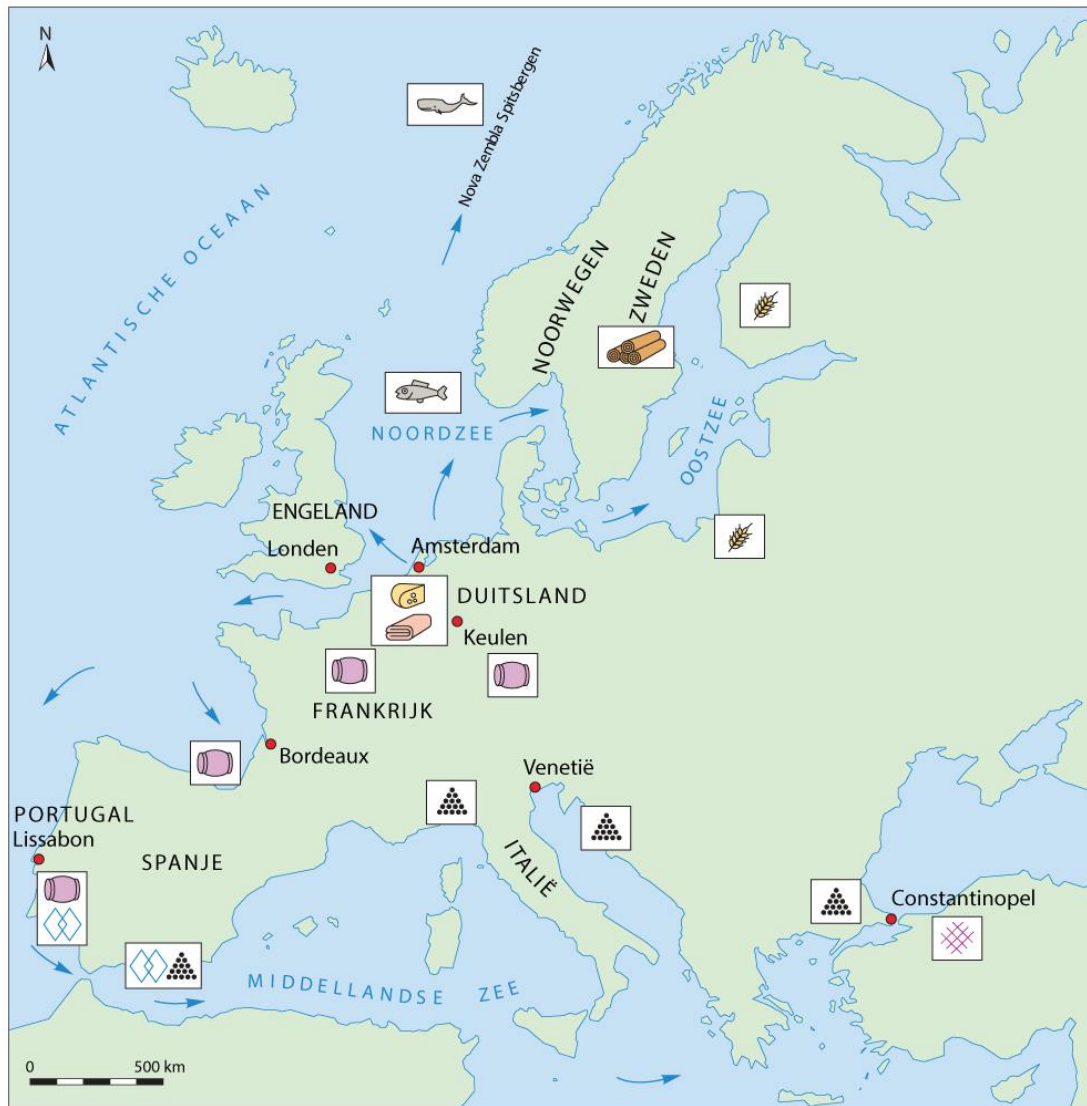 N
Nova Zembla Spitsbergen
ATLANTISCHE OCEAAN
NOORWEGEN
ZWEDEN
NOORDZEE
OOSTZEE
ENGELAND
Londen
Amsterdam
DUITSLAND
Keulen
FRANKRIJK
Bordeaux
Venetië
PORTUGAL
Lissabon
SPANJE
ITALIË
Constantinopel
MIDDELLANDSE ZEE
0 500 km